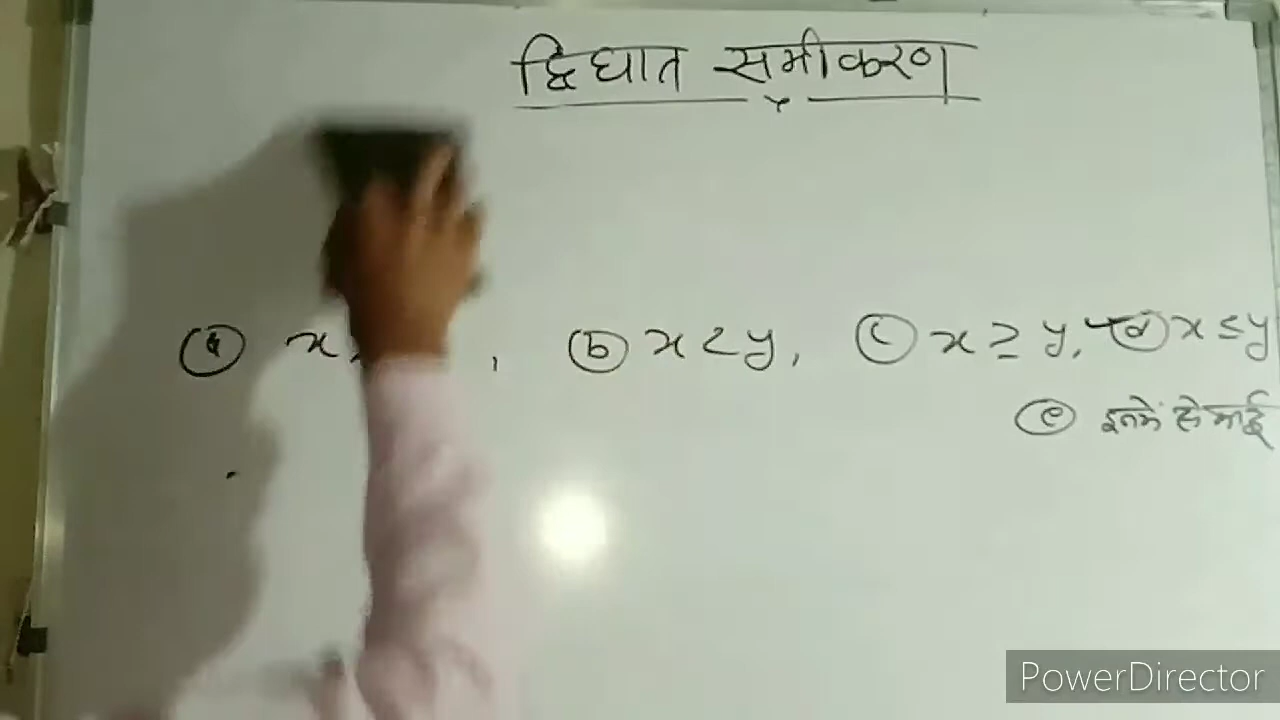 द्विघात समीकरण
(a) x , (b) x < y, (c) x ≥ y, (d) x ≤ y
(e) इनमें से
PowerDirector